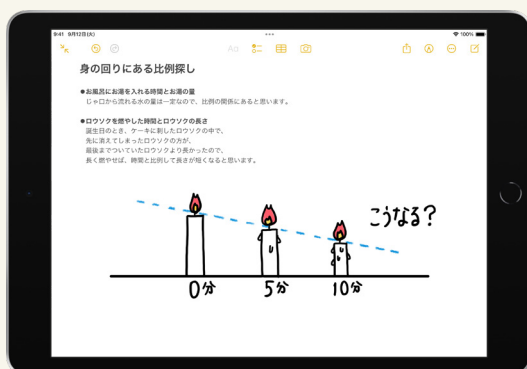 9:41 9月12日(火)
100%
Aa
身の回りにある比例探し
●お風呂にお湯を入れる時間とお湯の量
じゃ口から流れる水の量は一定なので、比例の関係にあると思います。
●ロウソクを燃やした時間とロウソクの長さ
誕生日のとき、ケーキに刺したロウソクの中で、
先に消えてしまったロウソクの方が、
最後までついていたロウソクより長かったので、
長く燃やせば、時間と比例して長さが短くなると思います。
こうなる？
0分 5分 10分